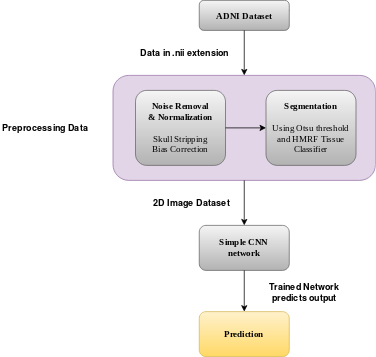 ADNI Dataset
Data in .nii extension
Preprocessing Data
Noise Removal
& Normalization
Skull Stripping
Bias Correction
Segmentation
Using Otsu threshold
and HMRF Tissue
Classifier
2D Image Dataset
Simple CNN
network
Trained Network
predicts output
Prediction